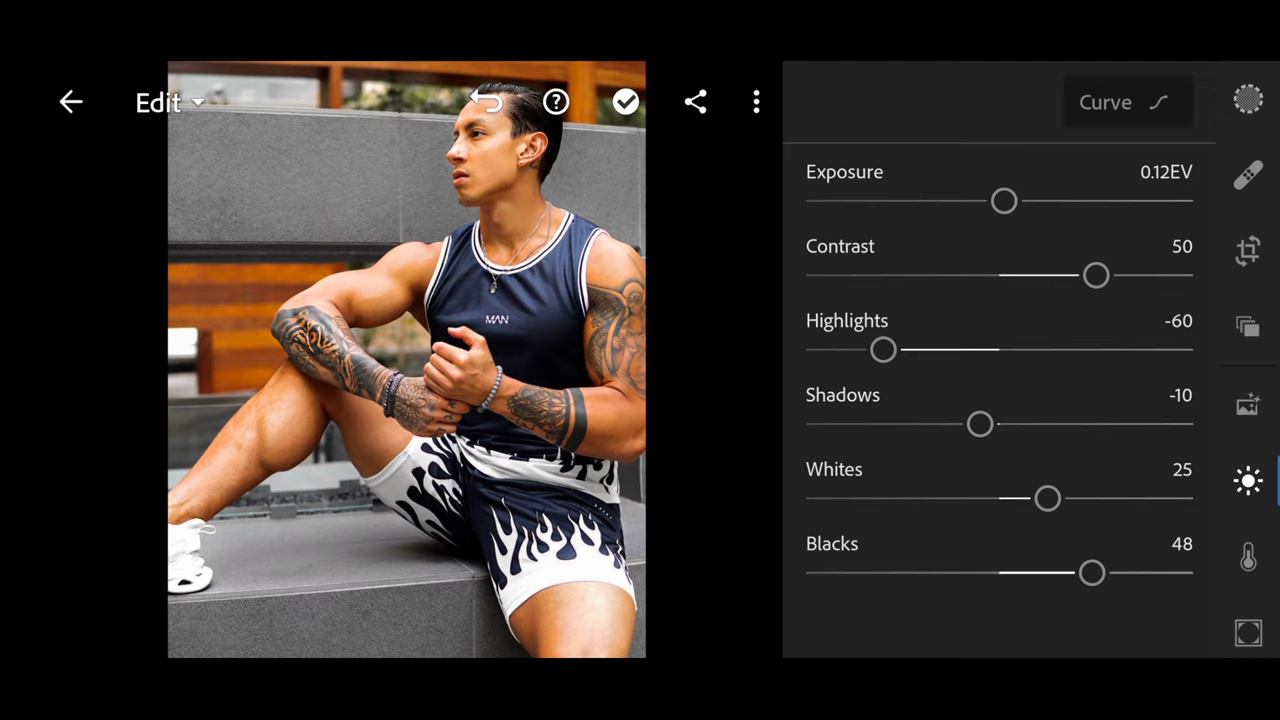 Edit
Curve
Exposure 0.12EV
Contrast 50
Highlights -60
Shadows -10
Whites 25
Blacks 48
MAN